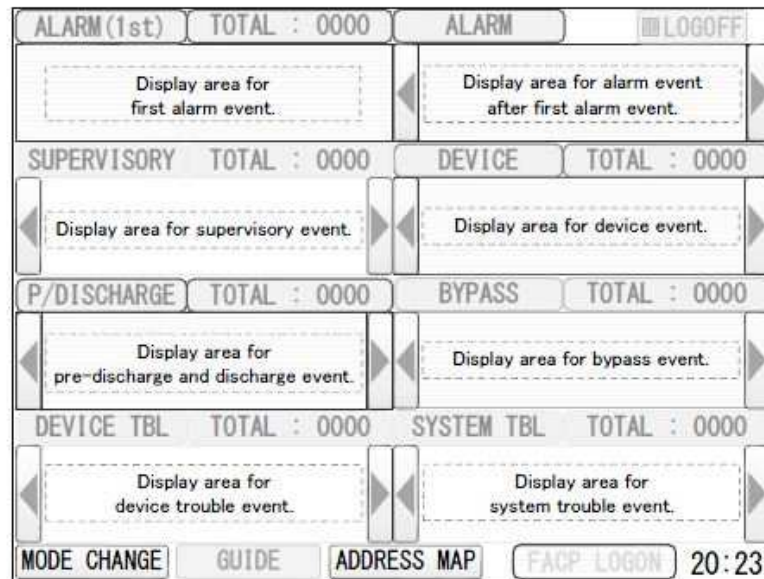 ALARM(1st) TOTAL : 0000 ALARM LOGOFF
Display area for
first alarm event.
Display area for alarm event
after first alarm event.
SUPERVISORY TOTAL : 0000 DEVICE TOTAL : 0000
Display area for supervisory event.
Display area for device event.
P/DISCHARGE TOTAL : 0000 BYPASS TOTAL : 0000
Display area for
pre-discharge and discharge event.
Display area for bypass event.
DEVICE TBL TOTAL : 0000 SYSTEM TBL TOTAL : 0000
Display area for
device trouble event.
Display area for
system trouble event.
MODE CHANGE GUIDE ADDRESS MAP FACP LOGON 20:23